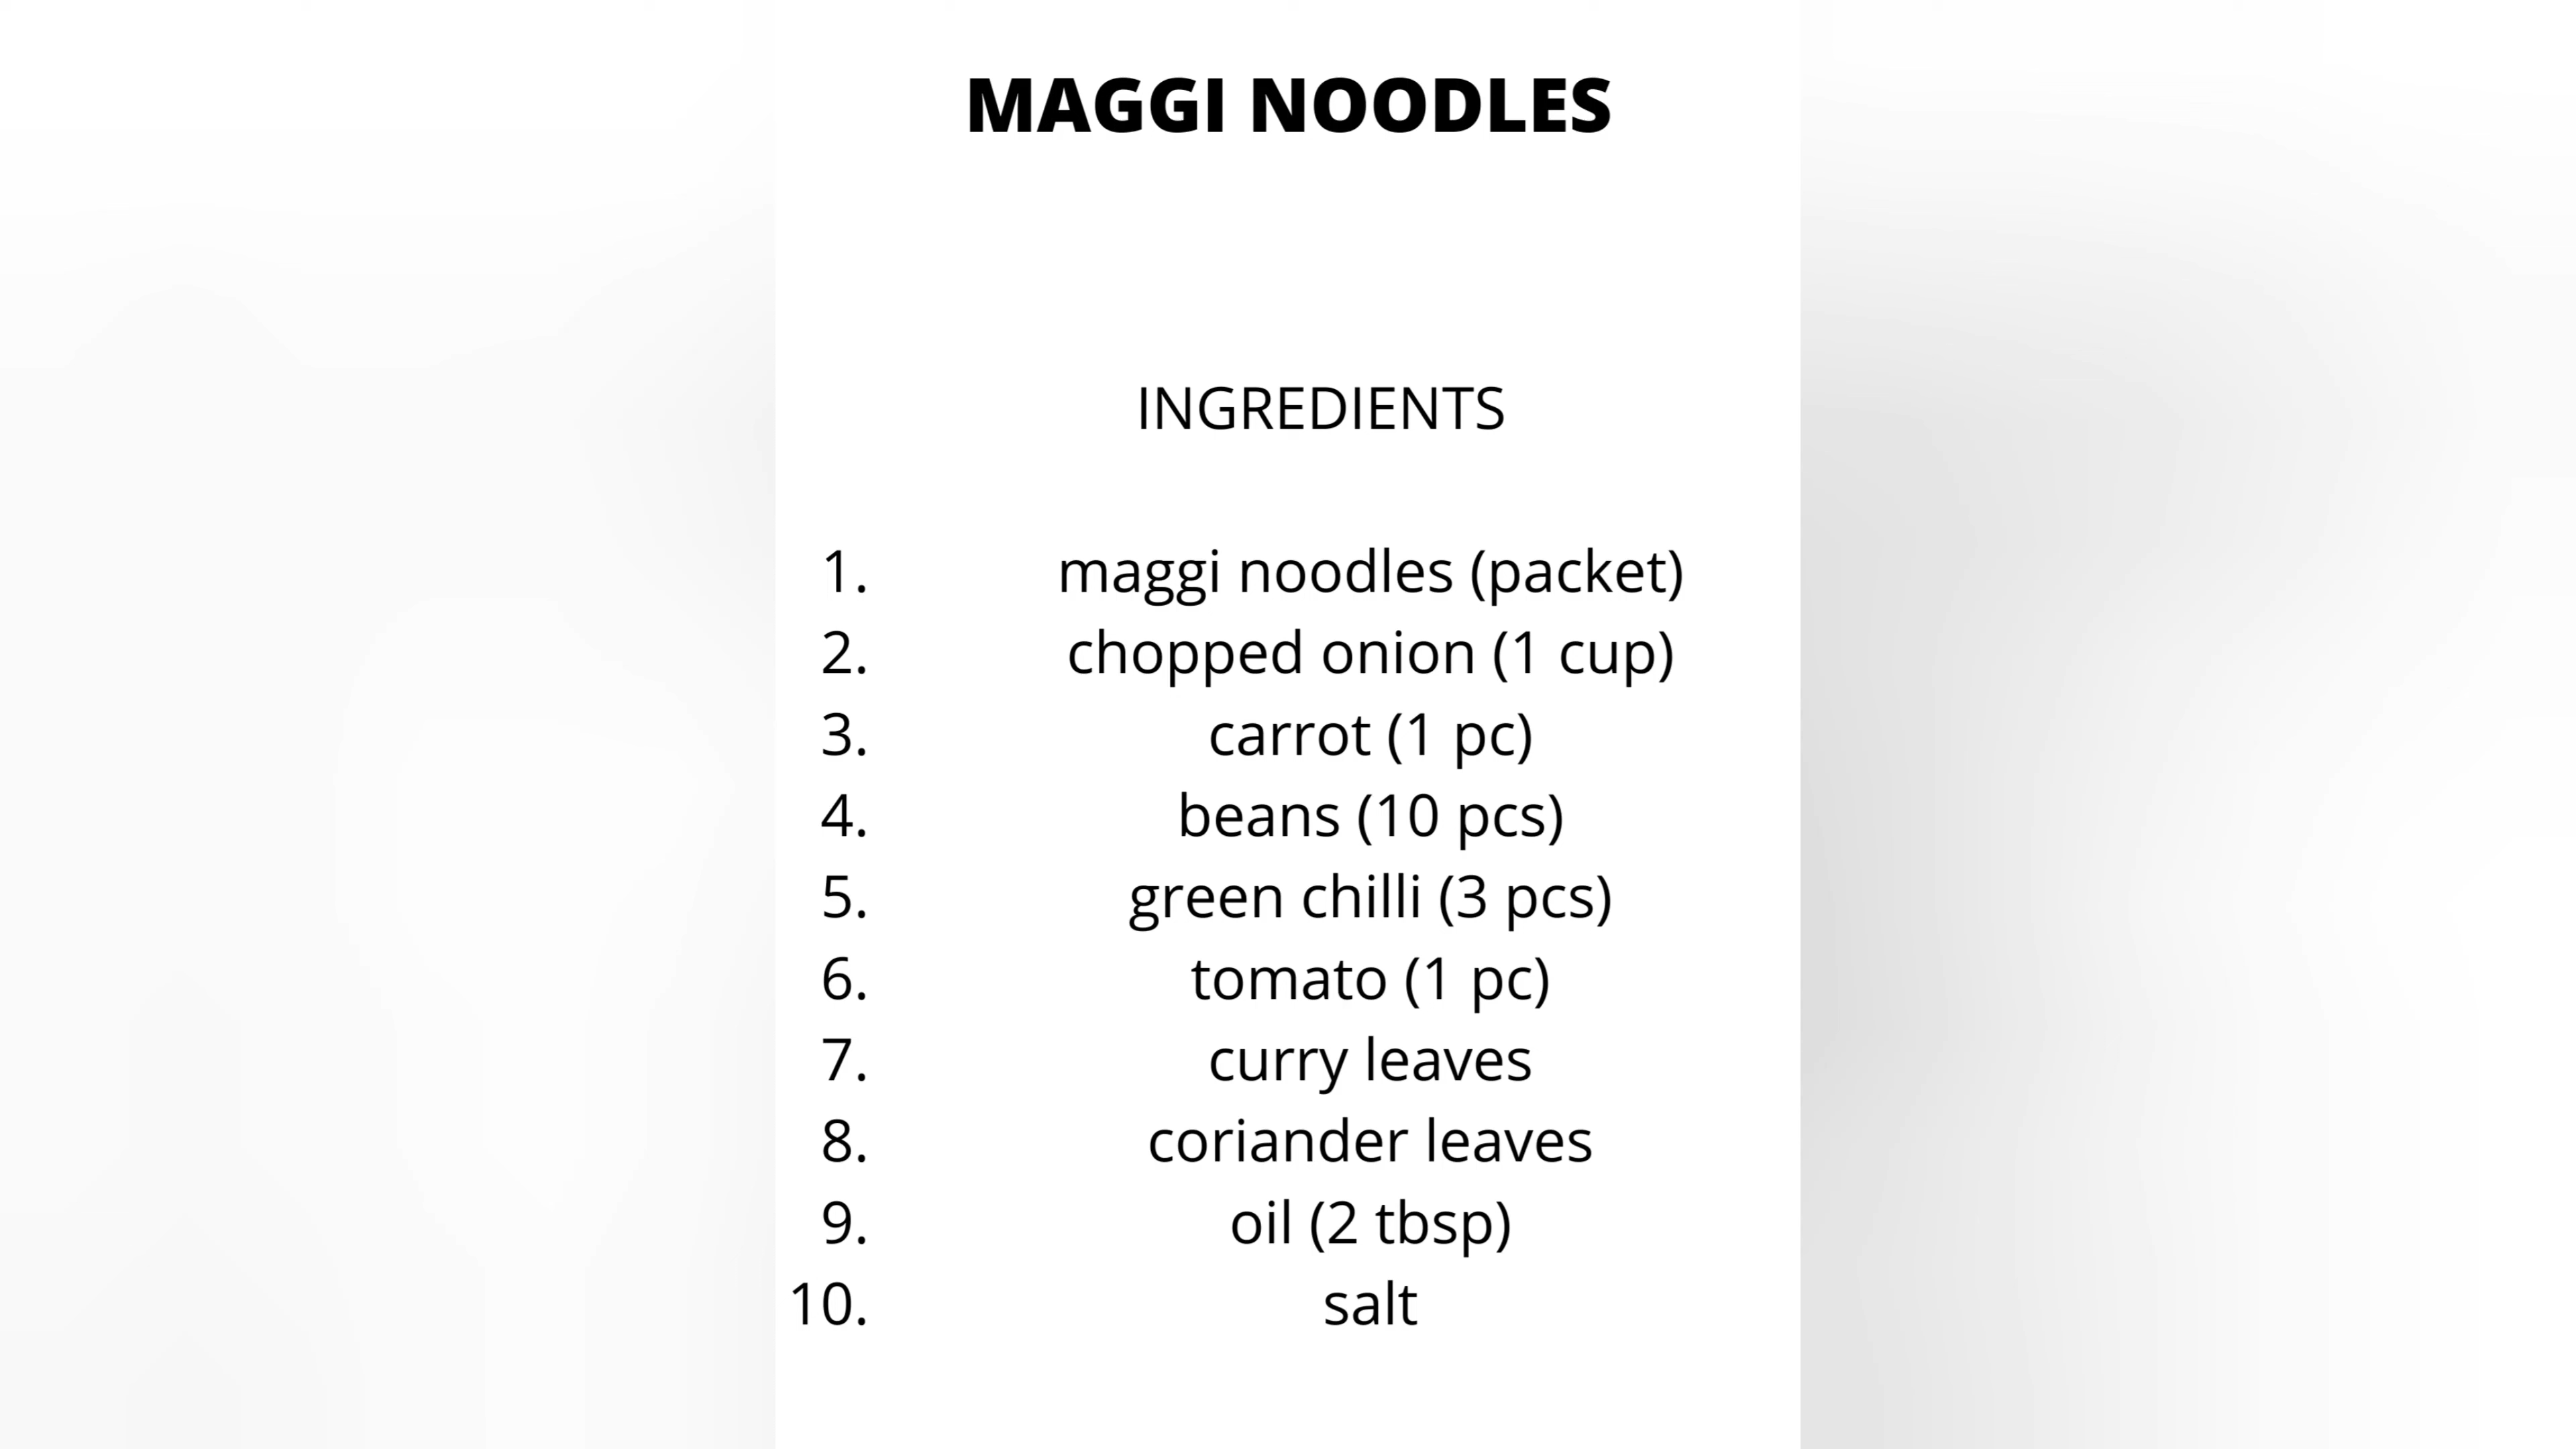 MAGGI NOODLES
INGREDIENTS
1. maggi noodles (packet)
2. chopped onion (1 cup)
3. carrot (1 pc)
4. beans (10 pcs)
5. green chilli (3 pcs)
6. tomato (1 pc)
7. curry leaves
8. coriander leaves
9. oil (2 tbsp)
10. salt